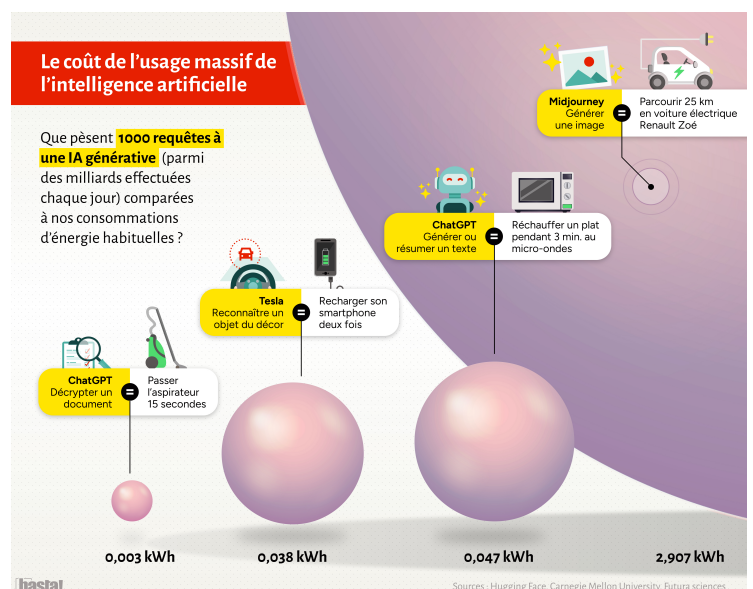 Le coût de l'usage massif de
l'intelligence artificielle
Que pèsent 1000 requêtes à
une IA générative (parmi
des milliards effectuées
chaque jour) comparées
à nos consommations
d'énergie habituelles ?
Midjourney
Générer
une image
=
Parcourir 25 km
en voiture électrique
Renault Zoé
ChatGPT
Générer ou
résumer un texte
=
Réchauffer un plat
pendant 3 min. au
micro-ondes
Tesla
Reconnaître un
objet du décor
=
Recharger son
smartphone
deux fois
ChatGPT
Décrypter un
document
=
Passer
l'aspirateur
15 secondes
0,003 kWh
0,038 kWh
0,047 kWh
2,907 kWh
basta!
Sources : Hugging Face, Carnegie Mellon University, Futura sciences